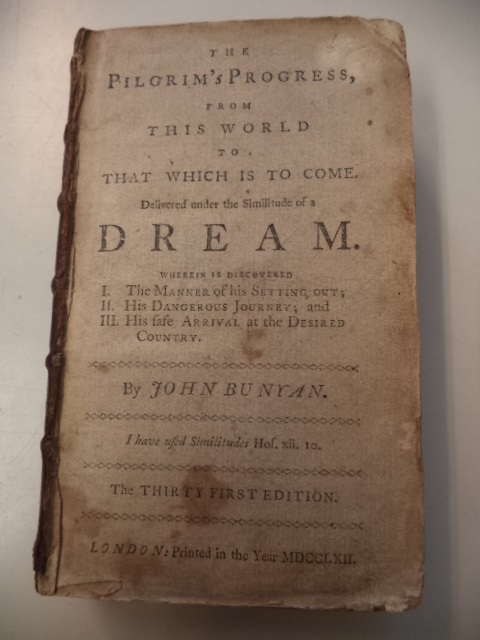 THE
PILGRIM's PROGRESS,
FROM
THIS WORLD
TO
THAT WHICH IS TO COME.
Delivered under the Similitude of a
DREAM.
WHEREIN IS DISCOVERED
I. The MANNER of his SETTING OUT;
II. His DANGEROUS JOURNEY; and
III. His safe ARRIVAL at the DESIRED
COUNTRY.
By JOHN BUNYAN.
I have uſed Similitudes Hoſ. xii. 10.
The THIRTY FIRST EDITION.
LONDON: Printed in the Year MDCCLXII.